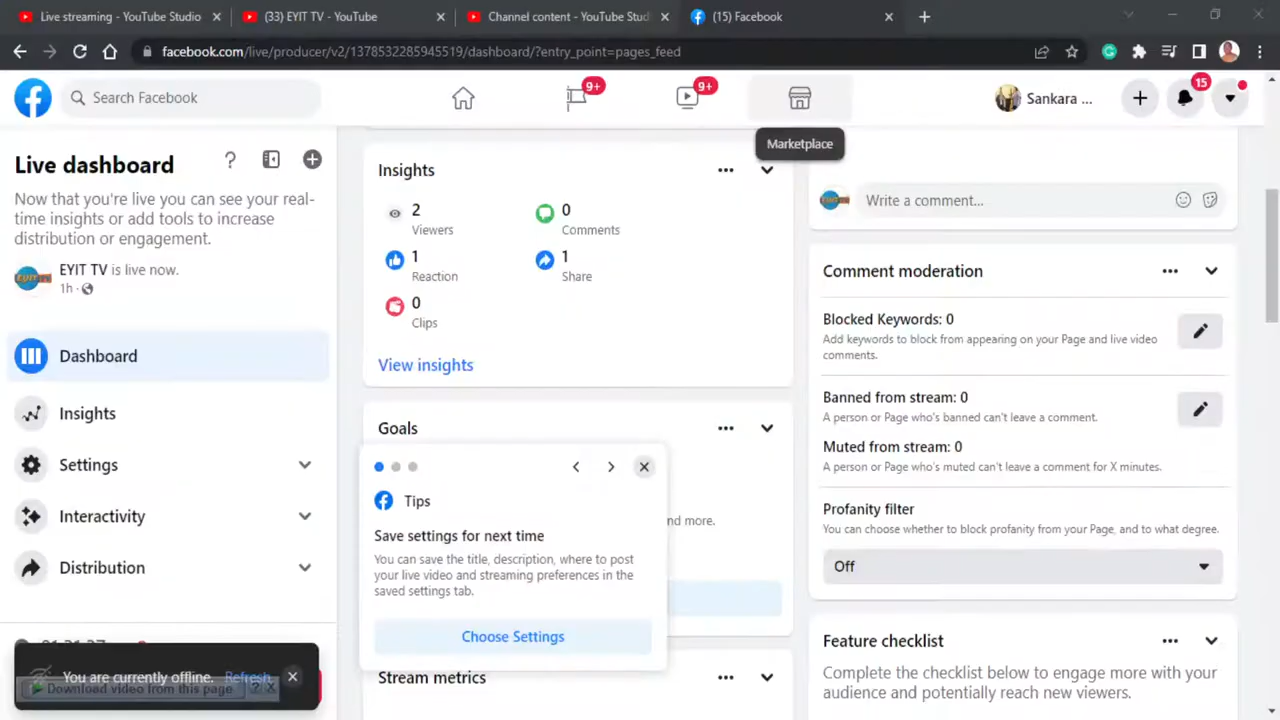 Live streaming - YouTube Studio
(33) EYIT TV - YouTube
Channel content - YouTube Stud
(15) Facebook
facebook.com/live/producer/v2/1378532285945519/dashboard/?entry_point=pages_feed
Search Facebook
9+
9+
Sankara ...
15
Marketplace
Live dashboard
Now that you're live you can see your real-
time insights or add tools to increase
distribution or engagement.
EYIT TV is live now.
1h ·
Dashboard
Insights
Settings
Interactivity
Distribution
You are currently offline. Refresh
Download video from this page
? X
Insights
2
Viewers
0
Comments
1
Reaction
1
Share
0
Clips
View insights
Goals
nd more.
Tips
Save settings for next time
You can save the title, description, where to post
your live video and streaming preferences in the
saved settings tab.
Choose Settings
Stream metrics
Write a comment...
Comment moderation
Blocked Keywords: 0
Add keywords to block from appearing on your Page and live video
comments.
Banned from stream: 0
A person or Page who's banned can't leave a comment.
Muted from stream: 0
A person or Page who's muted can't leave a comment for X minutes.
Profanity filter
You can choose whether to block profanity from your Page, and to what degree.
Off
Feature checklist
Complete the checklist below to engage more with your
audience and potentially reach new viewers.